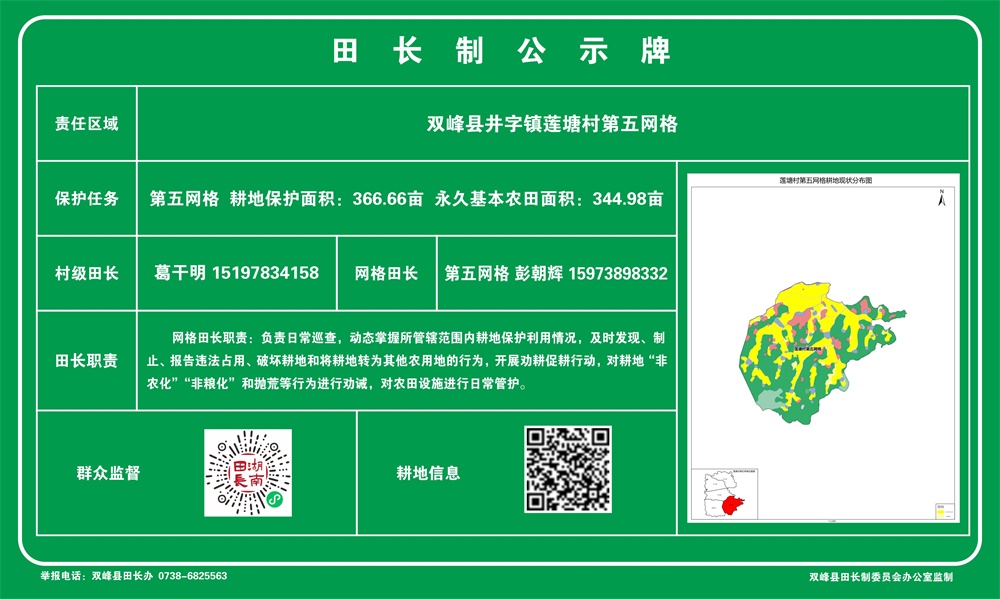 田长制公示牌
责任区域
双峰县井字镇莲塘村第五网格
保护任务
第五网格 耕地保护面积：366.66亩 永久基本农田面积：344.98亩
莲塘村第五网格耕地现状分布图
N
村级田长
葛干明 15197834158
网格田长
第五网格 彭朝辉 15973898332
田长职责
网格田长职责：负责日常巡查，动态掌握所管辖范围内耕地保护利用情况，及时发现、制
止、报告违法占用、破坏耕地和将耕地转为其他农用地的行为，开展劝耕促耕行动，对耕地“非
农化”“非粮化”和抛荒等行为进行劝诫，对农田设施进行日常管护。
莲塘村第五网格
群众监督
湖南田長
耕地信息
举报电话：双峰县田长办 0738-6825563
双峰县田长制委员会办公室监制